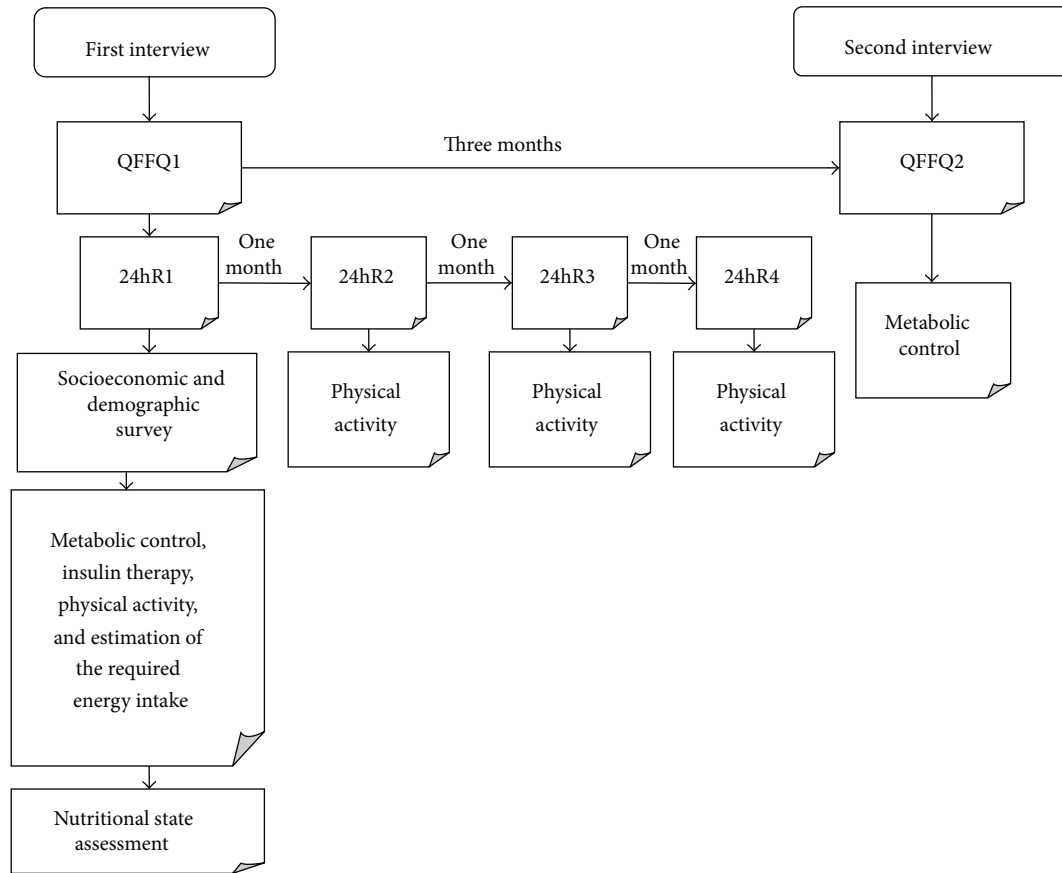 First interview
Second interview
QFFQ1
Three months
QFFQ2
24hR1
One
month
24hR2
One
month
24hR3
One
month
24hR4
Metabolic
control
Socioeconomic and
demographic
survey
Physical
activity
Physical
activity
Physical
activity
Metabolic control,
insulin therapy,
physical activity,
and estimation of
the required
energy intake
Nutritional state
assessment